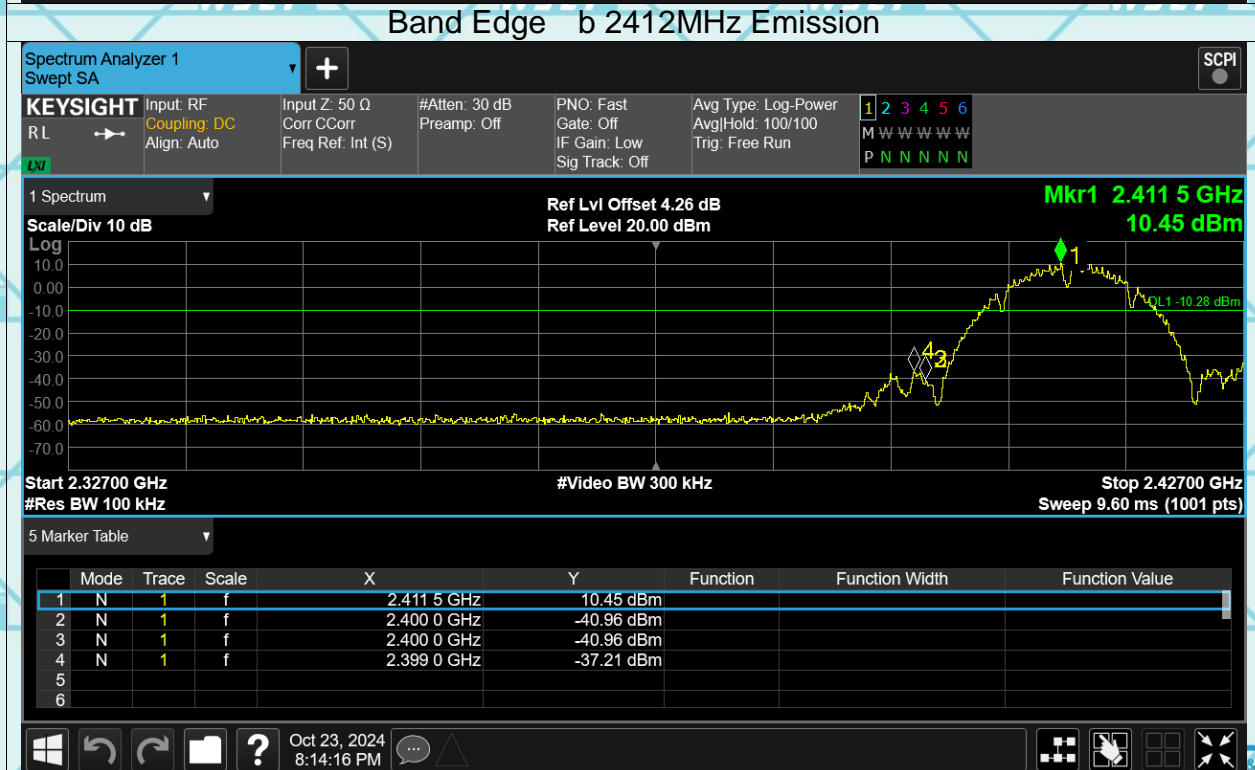 Band Edge b 2412MHz Emission
Spectrum Analyzer 1
Swept SA
+
SCPI
KEYSIGHT Input: RF Input Z: 50 Ω #Atten: 30 dB PNO: Fast Avg Type: Log-Power 1 2 3 4 5 6
RL Coupling: DC Corr CCorr Preamp: Off Gate: Off Avg|Hold: 100/100 M W W W W W
Align: Auto Freq Ref: Int (S) IF Gain: Low Trig: Free Run P N N N N N
LXI Sig Track: Off
1 Spectrum Ref Lvl Offset 4.26 dB Mkr1 2.411 5 GHz
Scale/Div 10 dB Ref Level 20.00 dBm 10.45 dBm
Log
1
10.0
0.00
DL1 -10.28 dBm
-10.0
-20.0
-30.0
-40.0
-50.0
-60.0
-70.0
Start 2.32700 GHz #Video BW 300 kHz Stop 2.42700 GHz
#Res BW 100 kHz Sweep 9.60 ms (1001 pts)
5 Marker Table
Mode Trace Scale X Y Function Function Width Function Value
1 N 1 f 2.411 5 GHz 10.45 dBm
2 N 1 f 2.400 0 GHz -40.96 dBm
3 N 1 f 2.400 0 GHz -40.96 dBm
4 N 1 f 2.399 0 GHz -37.21 dBm
5
6
? Oct 23, 2024
8:14:16 PM